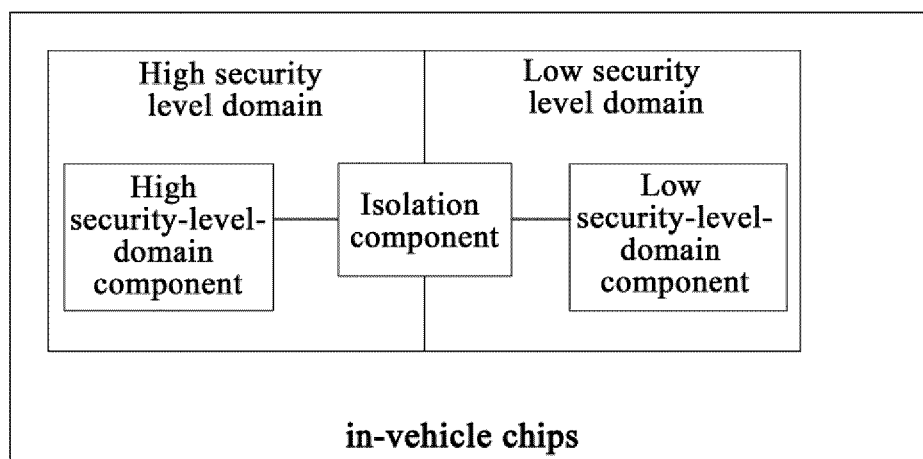 High security
level domain
Low security
level domain
High
security-level-
domain
component
Isolation
component
Low
security-level-
domain
component
in-vehicle chips